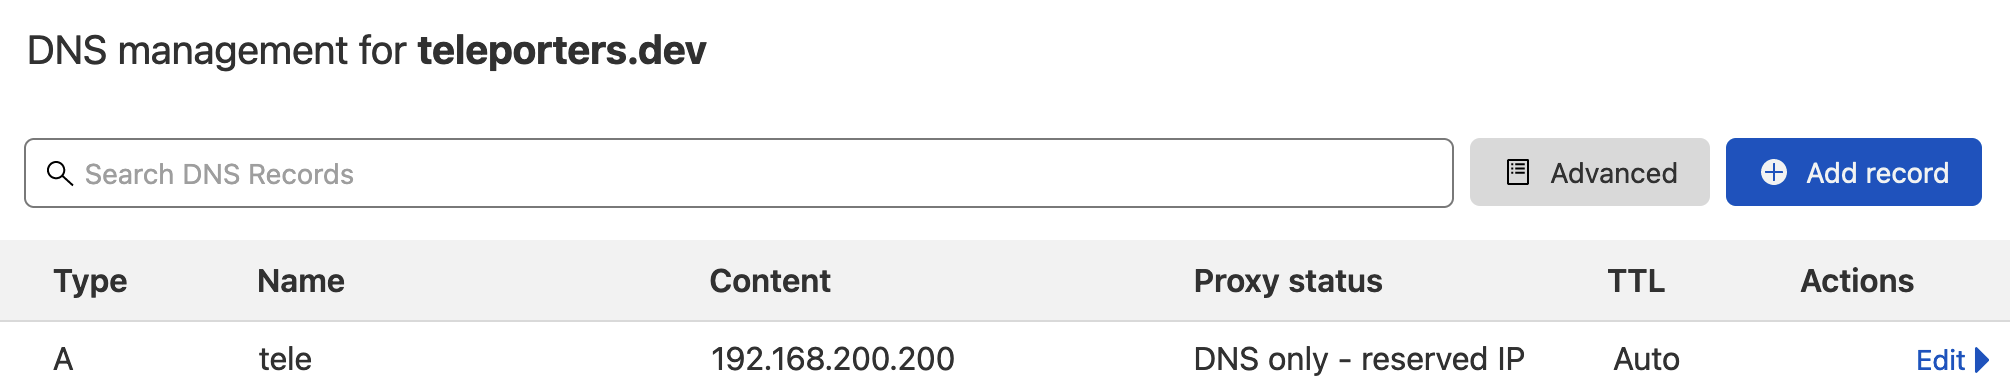 DNS management for teleporters.dev
Search DNS Records
Advanced
Add record
Type Name Content Proxy status TTL Actions
A tele 192.168.200.200 DNS only - reserved IP Auto Edit